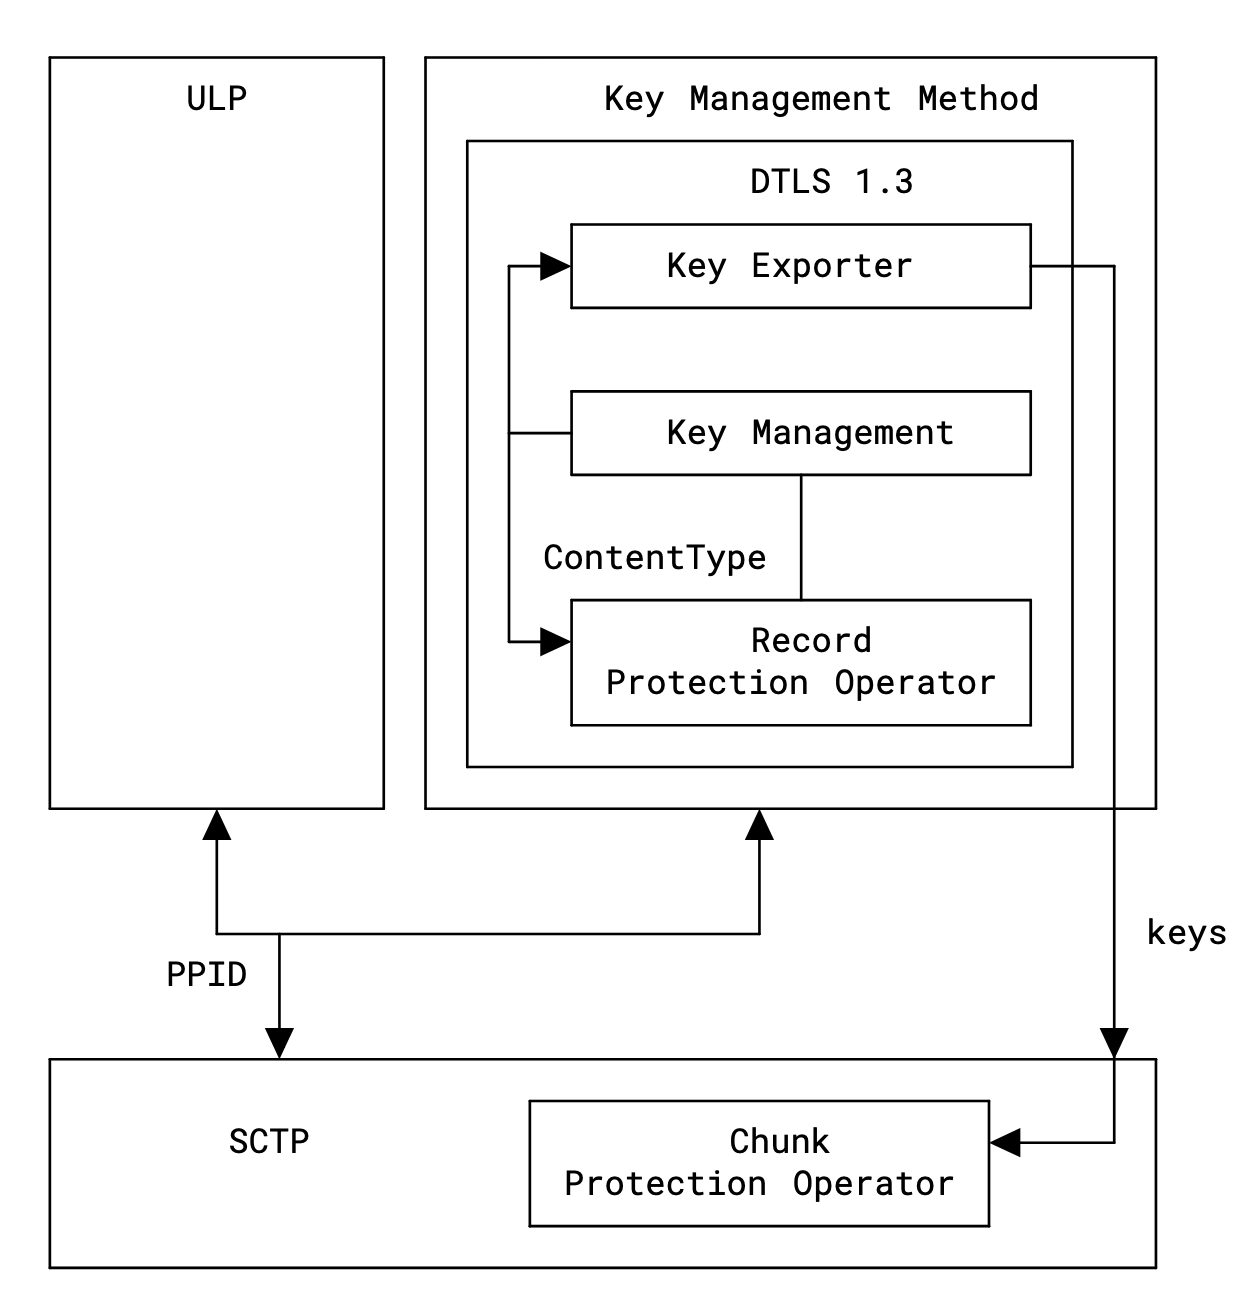 ULP
Key Management Method
DTLS 1.3
Key Exporter
Key Management
ContentType
Record
Protection Operator
keys
PPID
SCTP
Chunk
Protection Operator